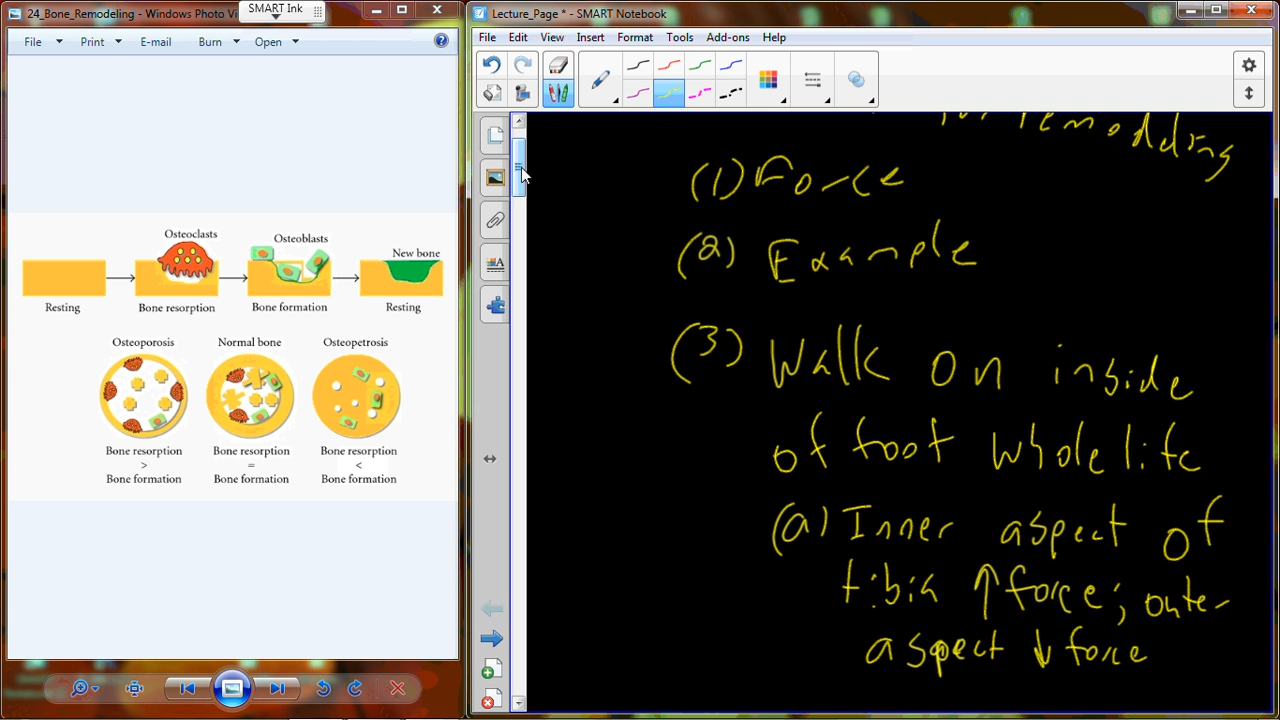 24_Bone_Remodeling - Windows Photo Vi
SMART Ink
File Print E-mail Burn Open
Osteoclasts
Osteoblasts
New bone
Resting
Bone resorption
Bone formation
Resting
Osteoporosis
Normal bone
Osteopetrosis
Bone resorption
>
Bone formation
Bone resorption
=
Bone formation
Bone resorption
<
Bone formation
Lecture_Page * - SMART Notebook
File Edit View Insert Format Tools Add-ons Help
for remodeling
(1) Force
(2) Example
(3) Walk on inside
of foot whole life
(a) Inner aspect of
tibia ↑ force; outer
aspect ↓ force